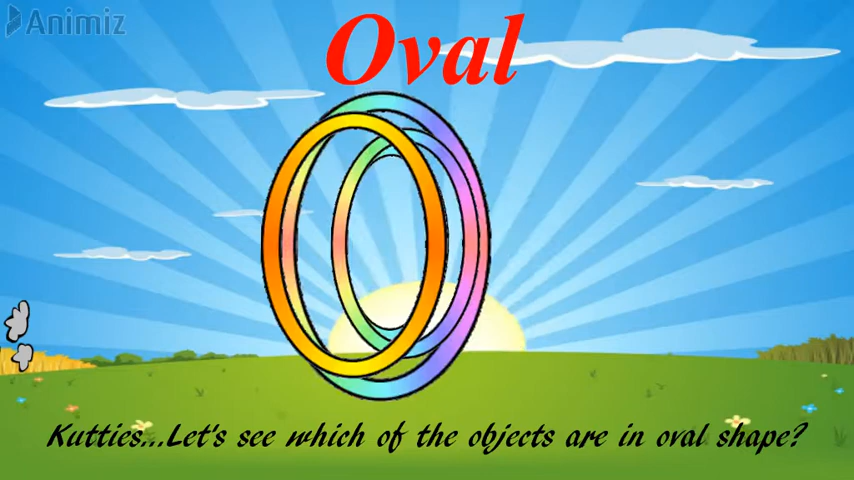 Animiz
Oval
Kutties...Let's see which of the objects are in oval shape?